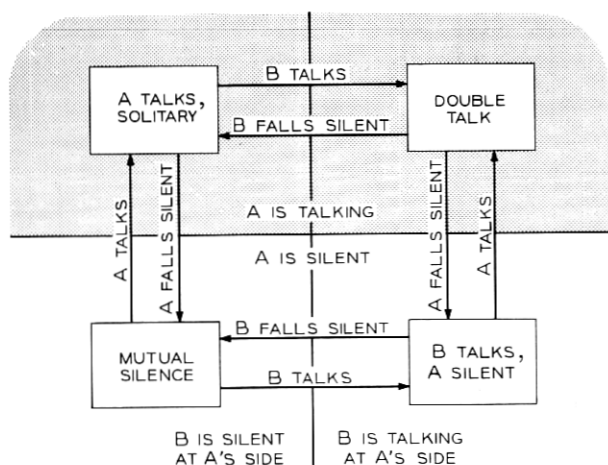 B TALKS
A TALKS,
SOLITARY
DOUBLE
TALK
B FALLS SILENT
A TALKS
A FALLS SILENT
A IS TALKING
A FALLS SILENT
A TALKS
A IS SILENT
B FALLS SILENT
MUTUAL
SILENCE
B TALKS,
A SILENT
B TALKS
B IS SILENT
AT A'S SIDE
B IS TALKING
AT A'S SIDE